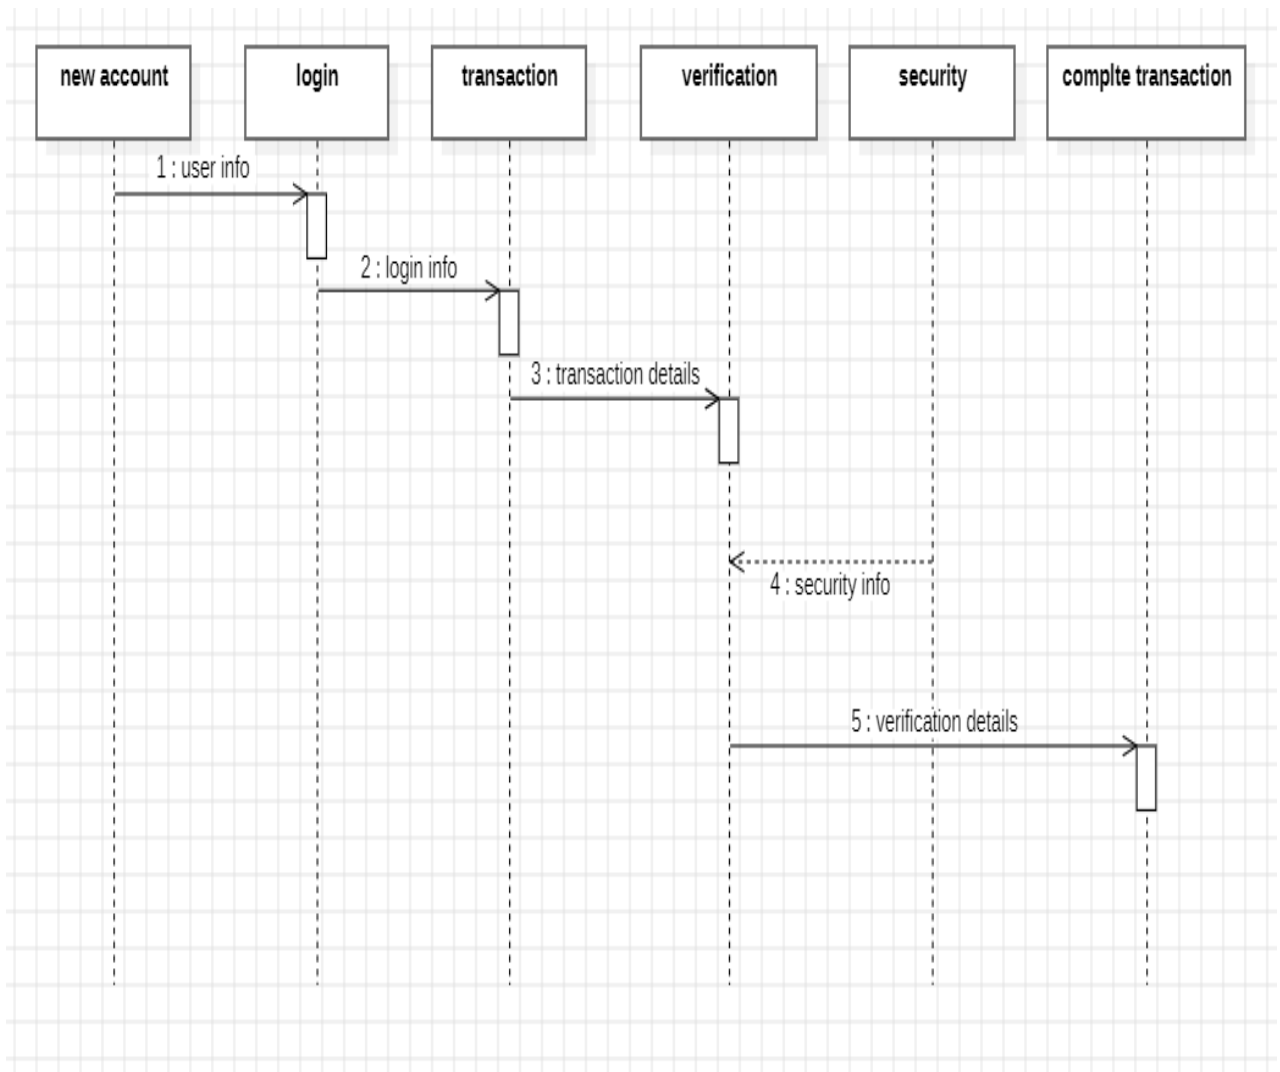 new account
login
transaction
verification
security
complte transaction
1 : user info
2 : login info
3 : transaction details
4 : security info
5 : verification details